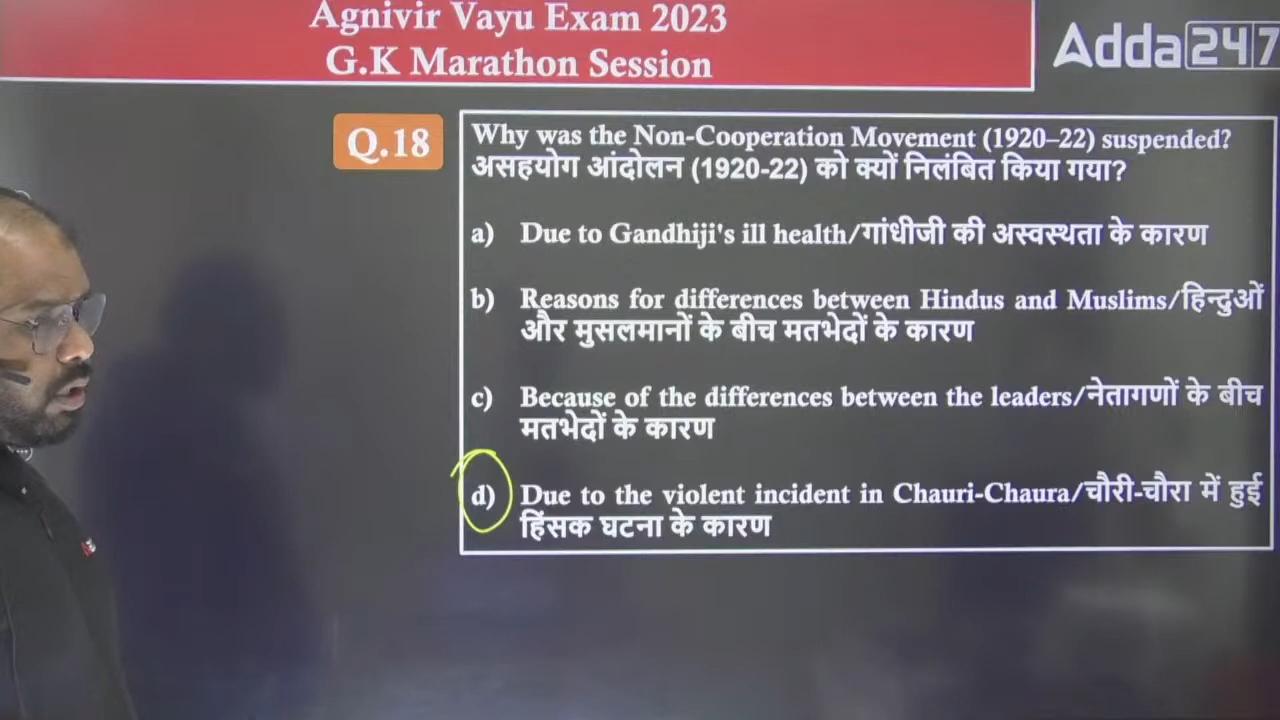 Agnivir Vayu Exam 2023
G.K Marathon Session
Adda247
Q.18
Why was the Non-Cooperation Movement (1920–22) suspended?
असहयोग आंदोलन (1920-22) को क्यों निलंबित किया गया?
a) Due to Gandhiji's ill health/गांधीजी की अस्वस्थता के कारण
b) Reasons for differences between Hindus and Muslims/हिन्दुओं
और मुसलमानों के बीच मतभेदों के कारण
c) Because of the differences between the leaders/नेतागणों के बीच
मतभेदों के कारण
d) Due to the violent incident in Chauri-Chaura/चौरी-चौरा में हुई
हिंसक घटना के कारण